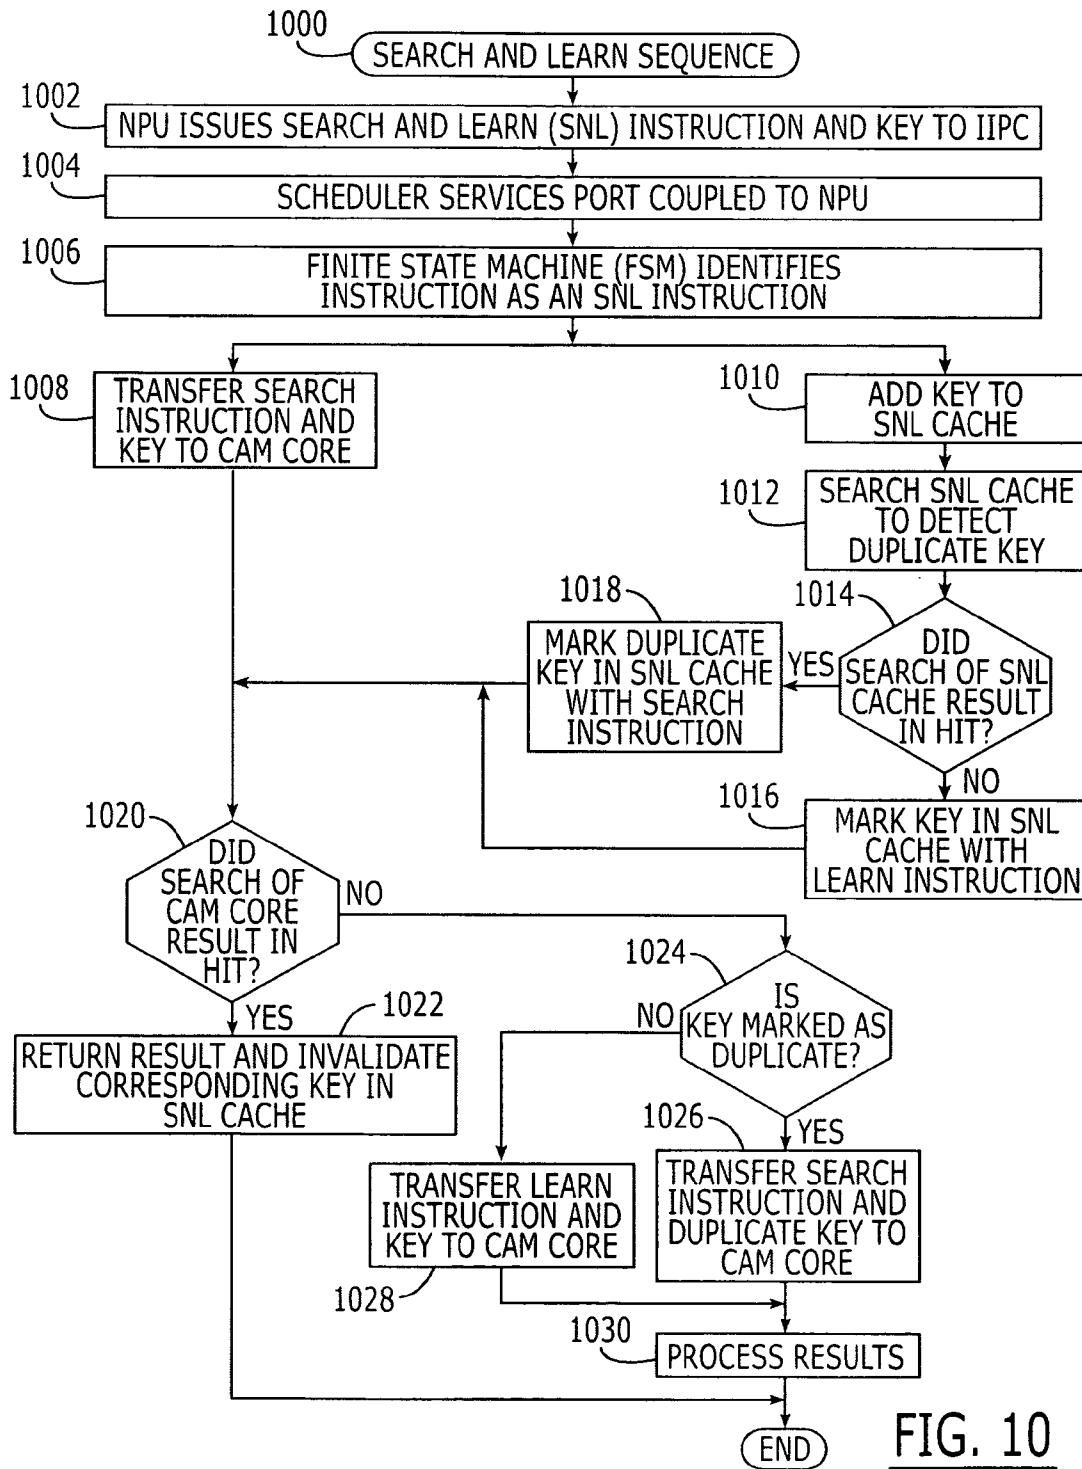 1000
SEARCH AND LEARN SEQUENCE
1002
NPU ISSUES SEARCH AND LEARN (SNL) INSTRUCTION AND KEY TO IIPC
1004
SCHEDULER SERVICES PORT COUPLED TO NPU
1006
FINITE STATE MACHINE (FSM) IDENTIFIES
INSTRUCTION AS AN SNL INSTRUCTION
1008
TRANSFER SEARCH
INSTRUCTION AND
KEY TO CAM CORE
1010
ADD KEY TO
SNL CACHE
1012
SEARCH SNL CACHE
TO DETECT
DUPLICATE KEY
1014
DID
SEARCH OF SNL
CACHE RESULT
IN HIT?
YES
NO
1018
MARK DUPLICATE
KEY IN SNL CACHE
WITH SEARCH
INSTRUCTION
1016
MARK KEY IN SNL
CACHE WITH
LEARN INSTRUCTION
1020
DID
SEARCH OF
CAM CORE
RESULT IN
HIT?
NO
YES
1022
RETURN RESULT AND INVALIDATE
CORRESPONDING KEY IN
SNL CACHE
1024
IS
KEY MARKED AS
DUPLICATE?
NO
YES
1026
TRANSFER SEARCH
INSTRUCTION AND
DUPLICATE KEY TO
CAM CORE
TRANSFER LEARN
INSTRUCTION AND
KEY TO CAM CORE
1028
1030
PROCESS RESULTS
END
FIG. 10